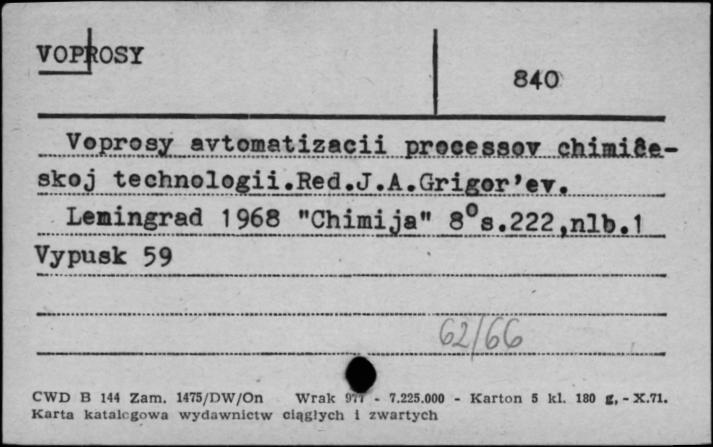 VOPROSY
840
Voprosy avtomatizacii processov chimiče-
skoj technologii.Red.J.A.Grigor'ev.
Leningrad 1968 "Chimija" 8⁰s.222,nlb.1
Vypusk 59
62/66
CWD B 144 Zam. 1475/DW/On Wrak 977 - 7.225.000 - Karton 5 kl. 180 g, - X.71.
Karta katalogowa wydawnictw ciągłych i zwartych